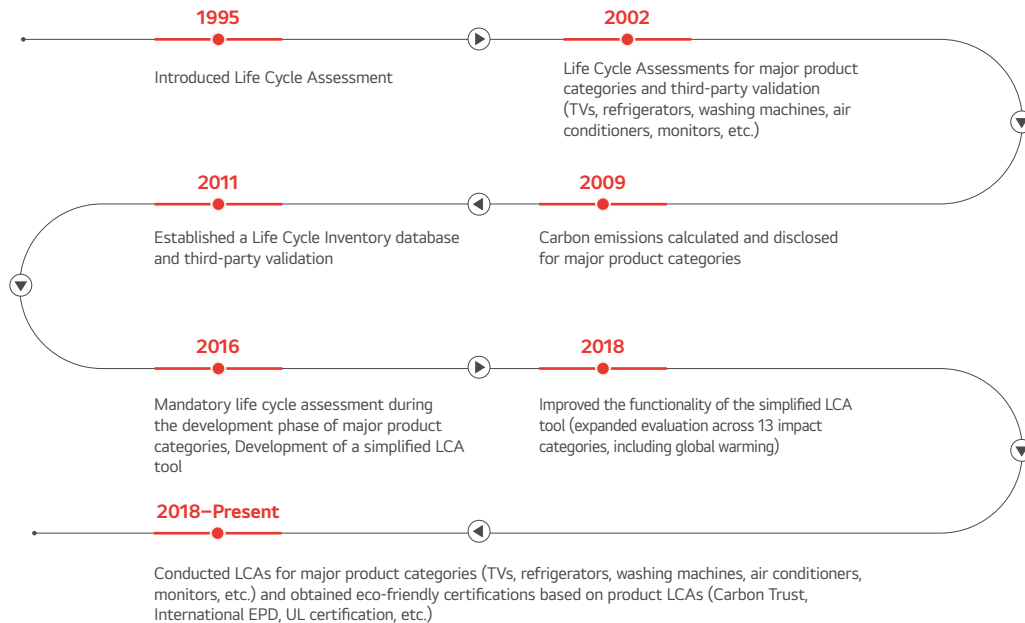 1995
Introduced Life Cycle Assessment
2002
Life Cycle Assessments for major product
categories and third-party validation
(TVs, refrigerators, washing machines, air
conditioners, monitors, etc.)
2009
Carbon emissions calculated and disclosed
for major product categories
2011
Established a Life Cycle Inventory database
and third-party validation
2016
Mandatory life cycle assessment during
the development phase of major product
categories, Development of a simplified LCA
tool
2018
Improved the functionality of the simplified LCA
tool (expanded evaluation across 13 impact
categories, including global warming)
2018–Present
Conducted LCAs for major product categories (TVs, refrigerators, washing machines, air conditioners,
monitors, etc.) and obtained eco-friendly certifications based on product LCAs (Carbon Trust,
International EPD, UL certification, etc.)